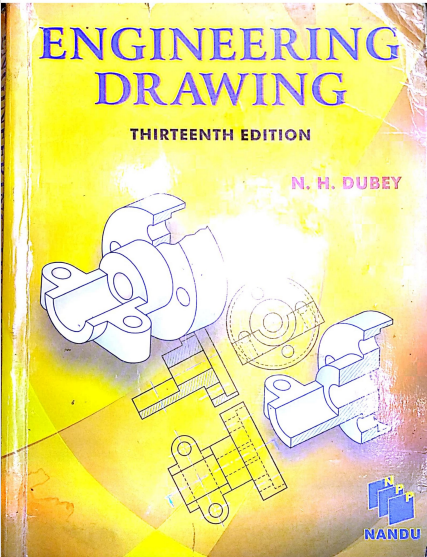 ENGINEERING
DRAWING
THIRTEENTH EDITION
N. H. DUBEY
NPP
NANDU